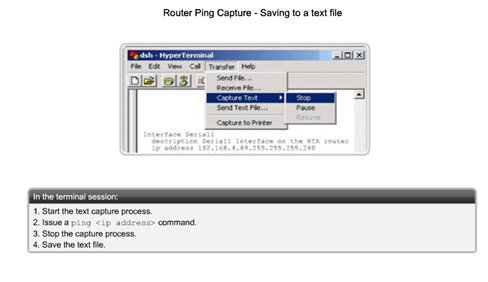 Router Ping Capture - Saving to a text file
dsh - HyperTerminal
File Edit View Call Transfer Help
Send File...
Receive File...
Capture Text
Stop
Send Text File...
Pause
Resume
Capture to Printer
Interface Serial1
description Serial1 Interface on the RTA router
ip address 192.168.4.89.255.255.255.240
In the terminal session:
1. Start the text capture process.
2. Issue a ping <ip address> command.
3. Stop the capture process.
4. Save the text file.